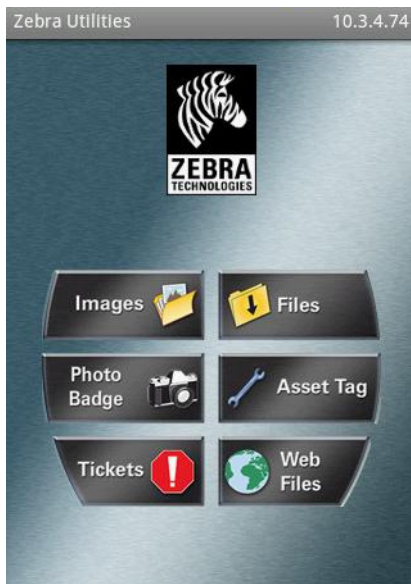 Zebra Utilities 10.3.4.74
ZEBRA
TECHNOLOGIES
Images
Files
Photo
Badge
Asset Tag
Tickets
Web
Files